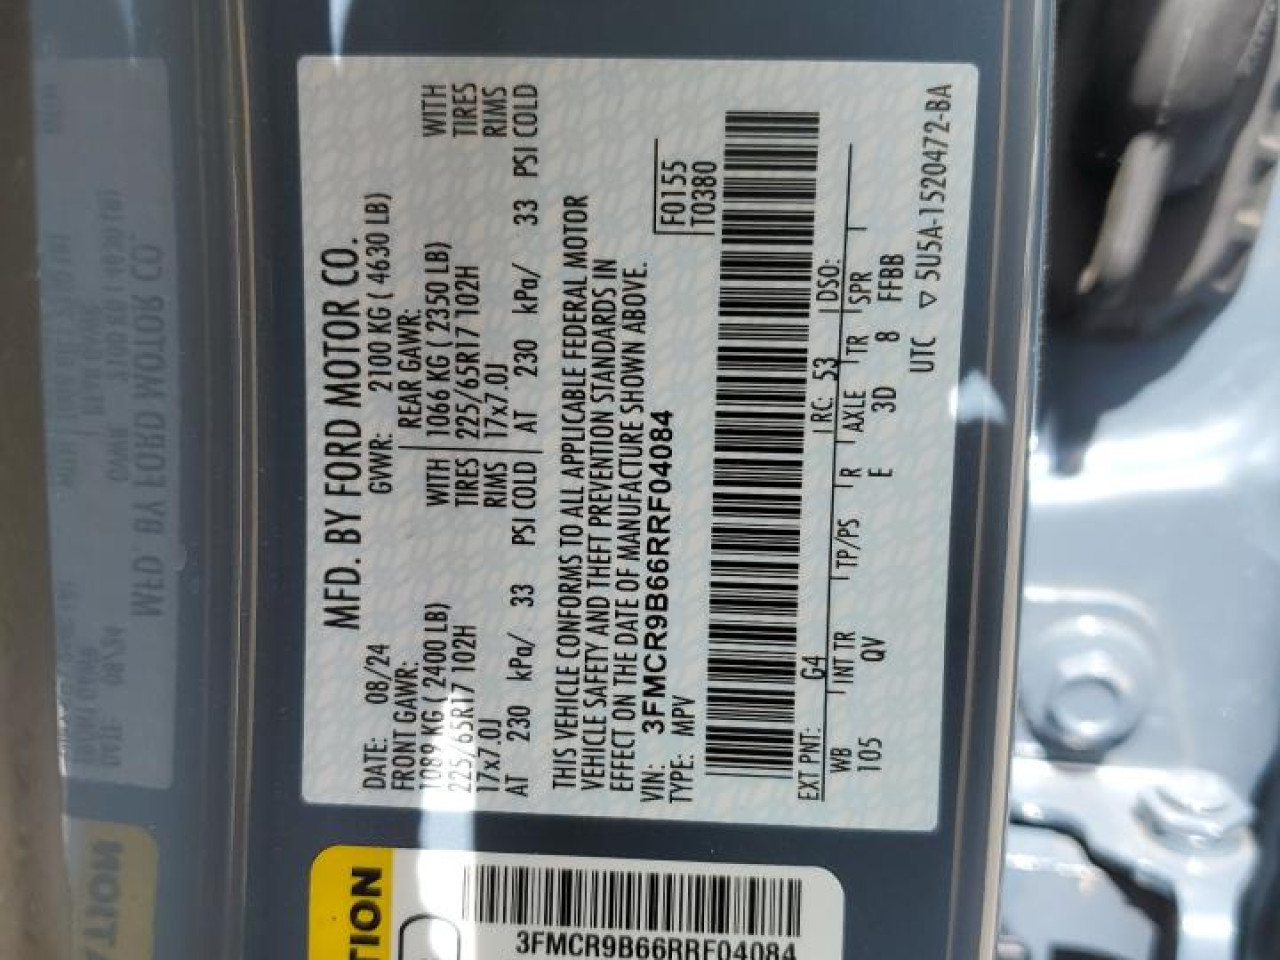 MFD. BY FORD MOTOR CO.
DATE: 08/24 GVWR: 2100 KG ( 4630 LB)
FRONT GAWR: REAR GAWR:
1089 KG ( 2400 LB) WITH 1066 KG ( 2350 LB) WITH
225/65R17 102H TIRES 225/65R17 102H TIRES
17x7.0J RIMS 17x7.0J RIMS
AT 230 kPa/ 33 PSI COLD AT 230 kPa/ 33 PSI COLD
THIS VEHICLE CONFORMS TO ALL APPLICABLE FEDERAL MOTOR
VEHICLE SAFETY AND THEFT PREVENTION STANDARDS IN
EFFECT ON THE DATE OF MANUFACTURE SHOWN ABOVE.
VIN: 3FMCR9B66RRF04084
TYPE: MPV
F0155
T0380
EXT PNT: G4 RC: 53 DSO:
WB INT TR TP/PS R AXLE TR SPR
105 QV E 3D 8 FFBB
UTC ▽ 5U5A-1520472-BA
TION
3FMCR9B66RRF04084